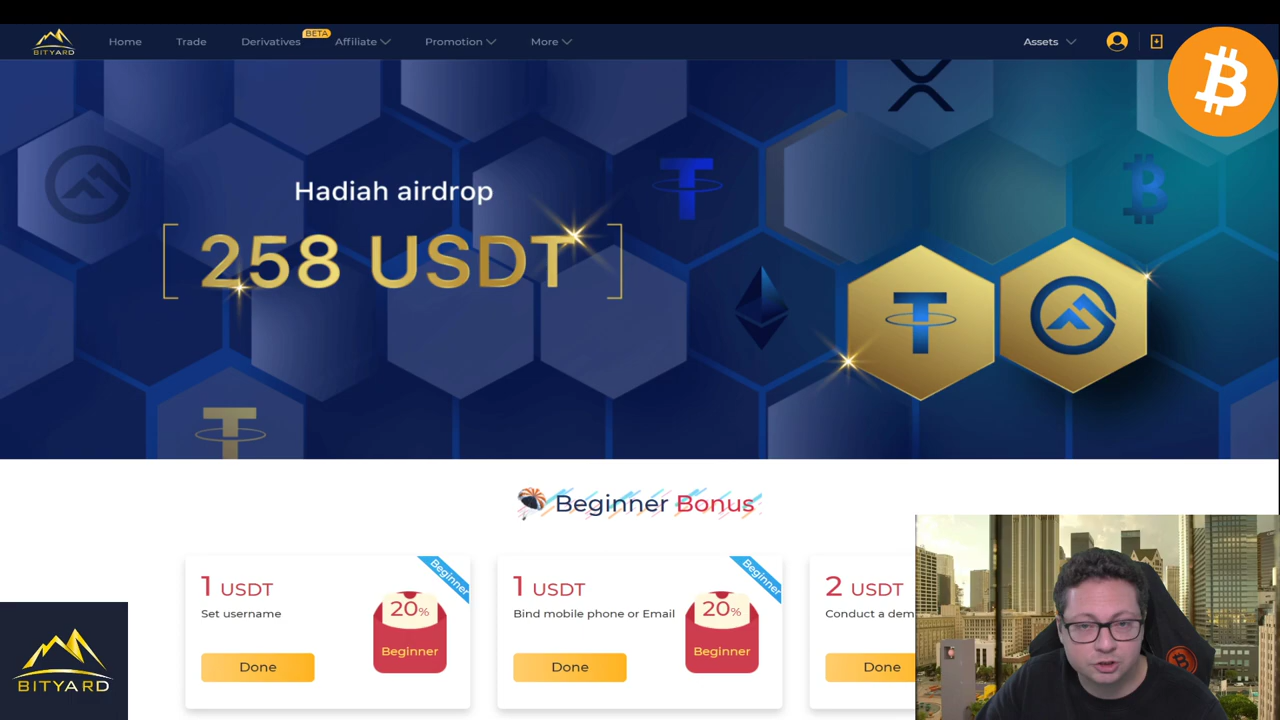 BITYARD
Home
Trade
Derivatives
BETA
Affiliate
Promotion
More
Assets
Hadiah airdrop
258 USDT
Beginner Bonus
1 USDT
Set username
20%
Beginner
Beginner
Done
1 USDT
Bind mobile phone or Email
20%
Beginner
Beginner
Done
2 USDT
Conduct a dem
Done
BITYARD